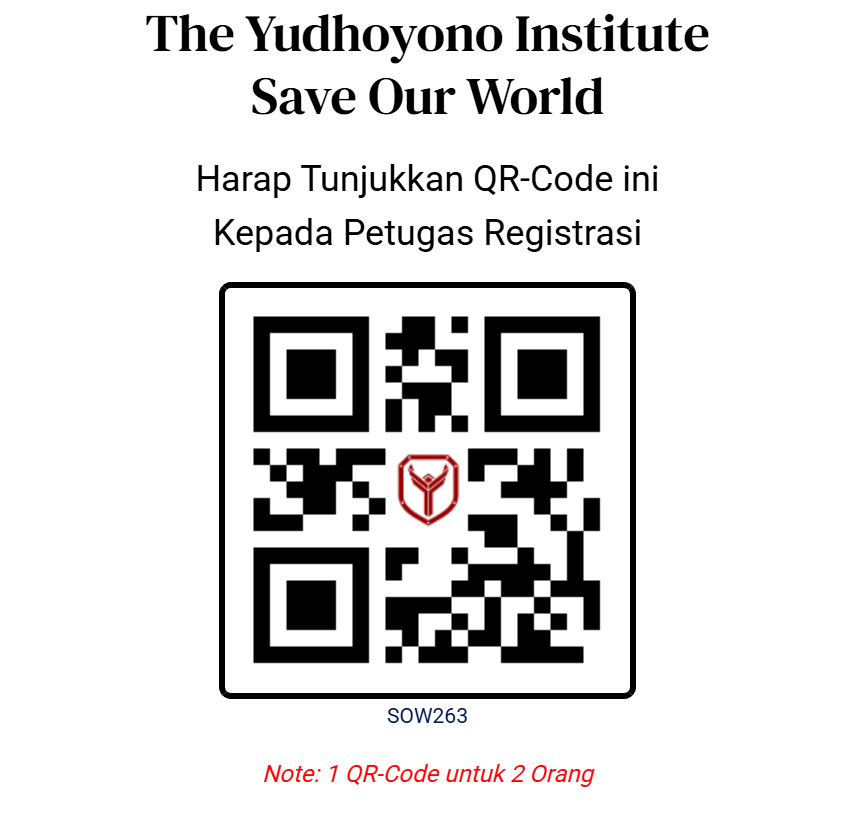 The Yudhoyono Institute
Save Our World
Harap Tunjukkan QR-Code ini
Kepada Petugas Registrasi
SOW263
Note: 1 QR-Code untuk 2 Orang